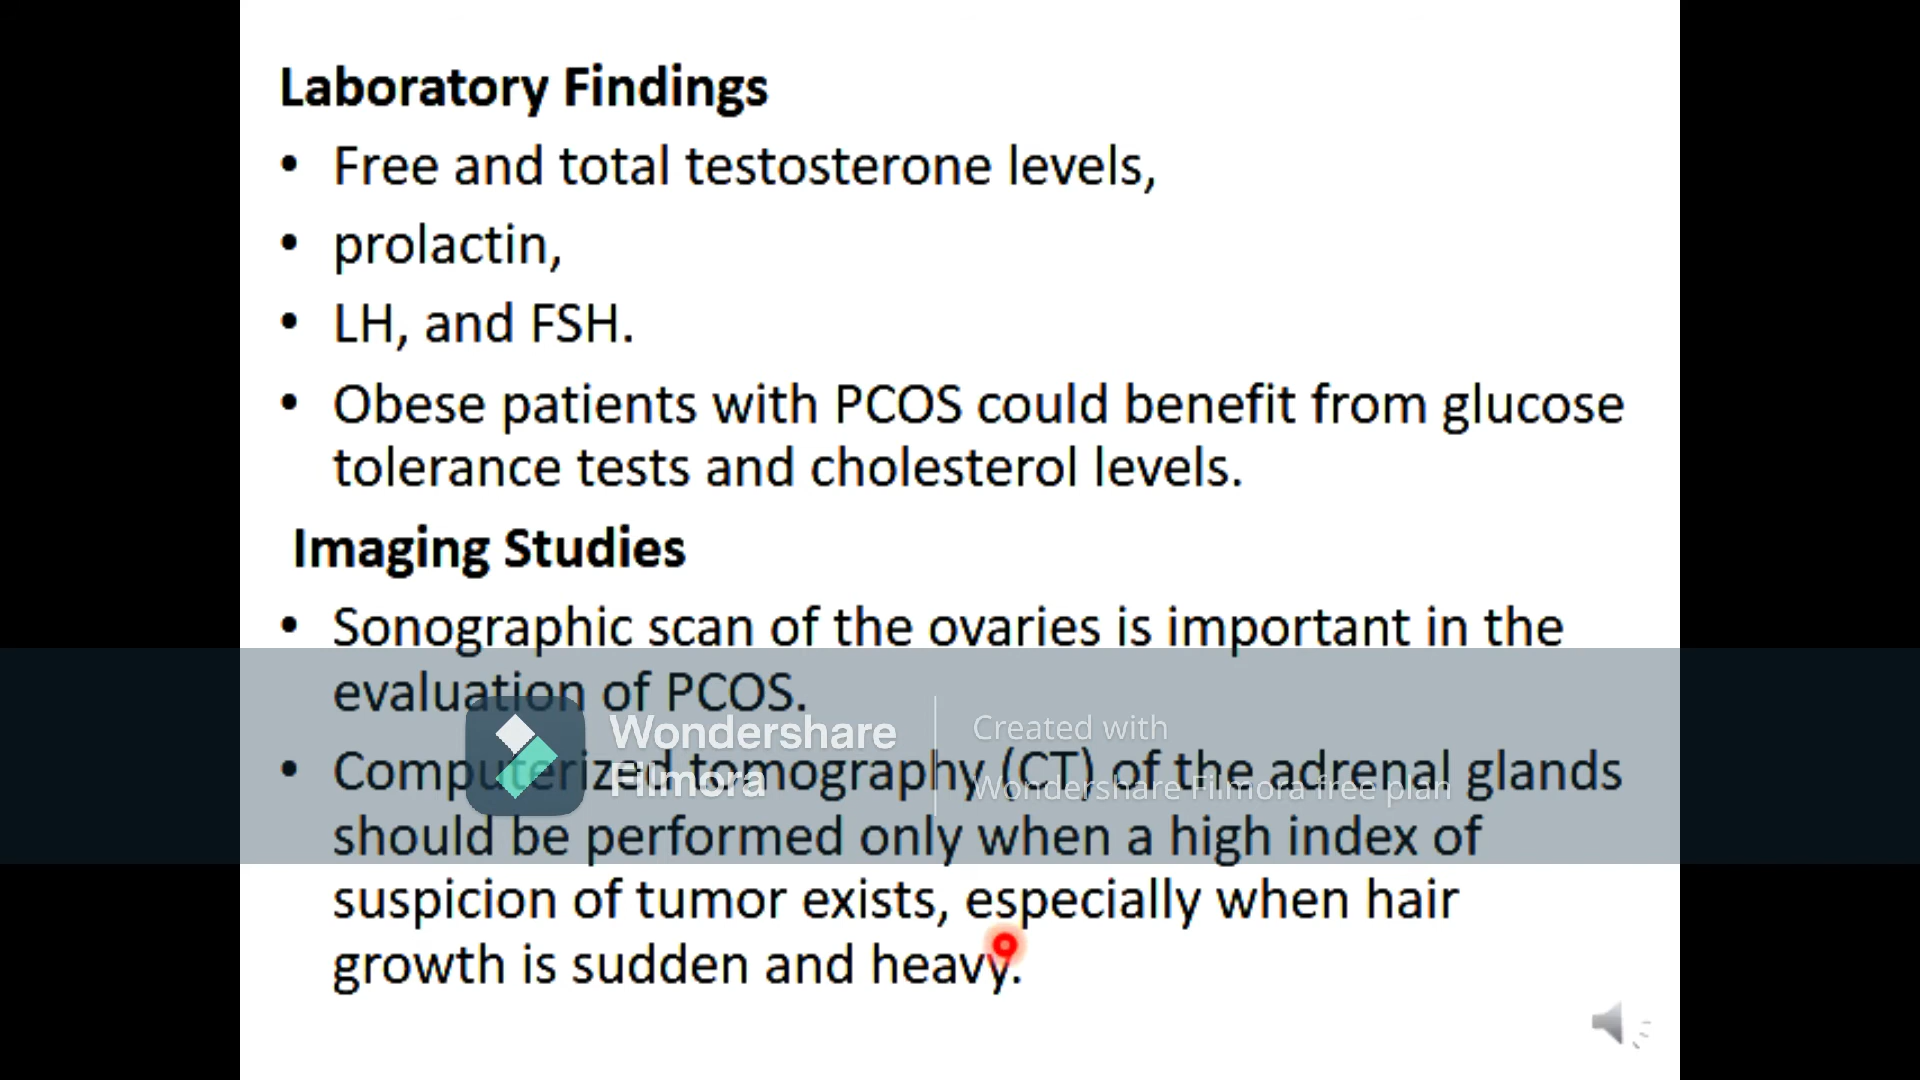 Laboratory Findings
• Free and total testosterone levels,
• prolactin,
• LH, and FSH.
• Obese patients with PCOS could benefit from glucose
tolerance tests and cholesterol levels.
Imaging Studies
• Sonographic scan of the ovaries is important in the
evaluation of PCOS.
• Computerized tomography (CT) of the adrenal glands
should be performed only when a high index of
suspicion of tumor exists, especially when hair
growth is sudden and heavy.
Wondershare
Filmora
Created with
Wondershare Filmora free plan